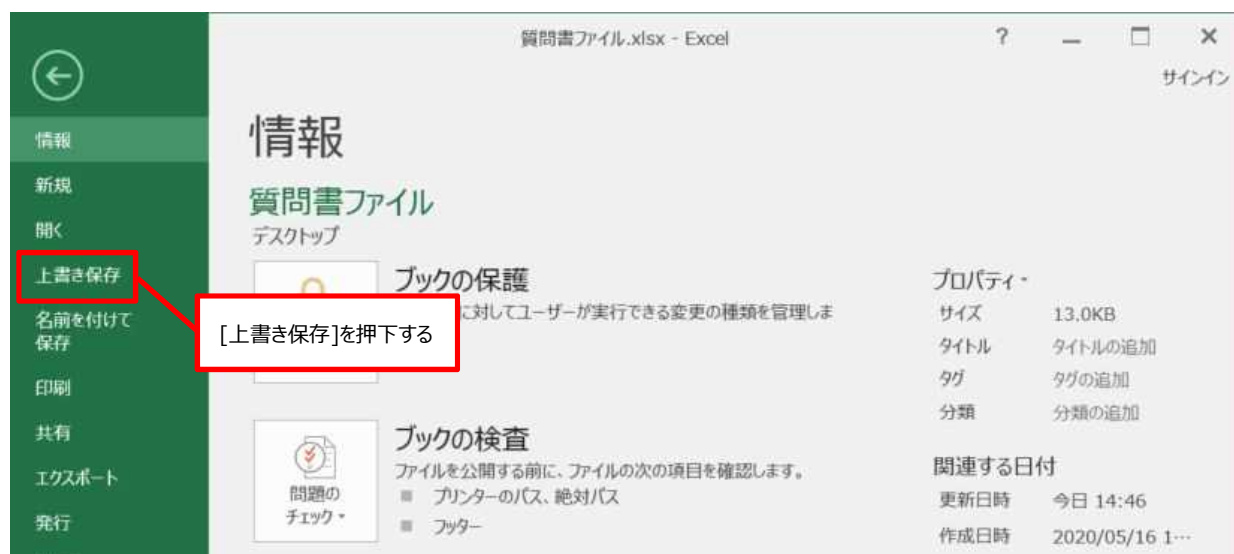 質問書ファイル.xlsx - Excel
?
サインイン
情報
新規
開く
上書き保存
名前を付けて
保存
印刷
共有
エクスポート
発行
情報
質問書ファイル
デスクトップ
[上書き保存]を押下する
ブックの保護
に対してユーザーが実行できる変更の種類を管理しま
問題の
チェック
ブックの検査
ファイルを公開する前に、ファイルの次の項目を確認します。
プリンターのパス、絶対パス
フッター
プロパティ
サイズ 13.0KB
タイトル タイトルの追加
タグ タグの追加
分類 分類の追加
関連する日付
更新日時 今日 14:46
作成日時 2020/05/16 1…